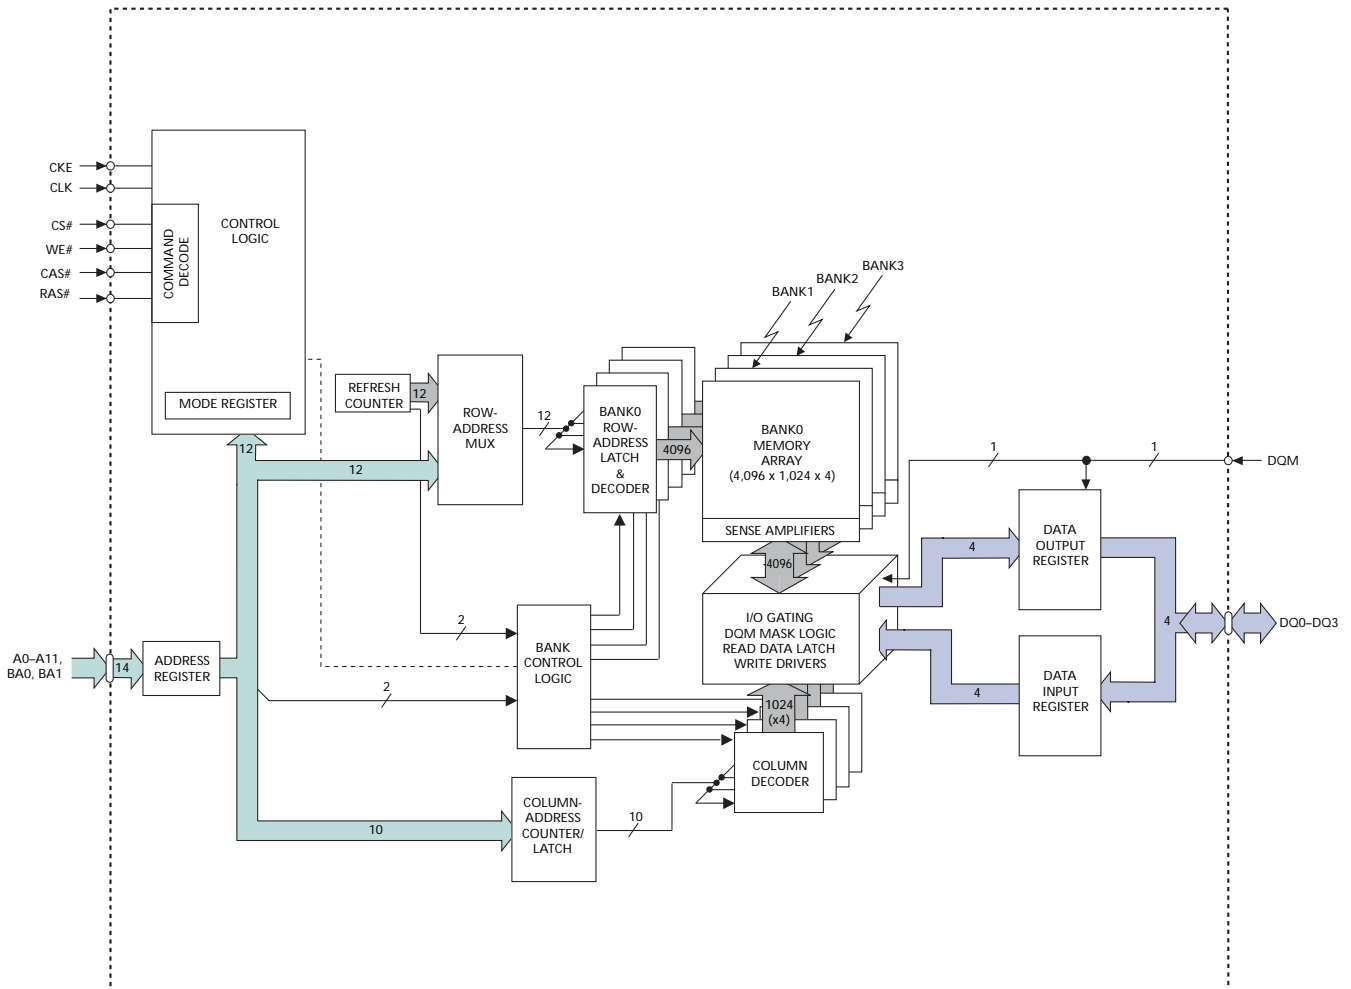 CKE
CLK
CS#
WE#
CAS#
RAS#
COMMAND
DECODE
CONTROL
LOGIC
MODE REGISTER
12
12
REFRESH
COUNTER
12
ROW-
ADDRESS
MUX
12
BANK0
ROW-
ADDRESS
LATCH
&
DECODER
4096
BANK1
BANK2
BANK3
BANK0
MEMORY
ARRAY
(4,096 x 1,024 x 4)
SENSE AMPLIFIERS
4096
I/O GATING
DQM MASK LOGIC
READ DATA LATCH
WRITE DRIVERS
1
1
DQM
DATA
OUTPUT
REGISTER
4
4
DQ0–DQ3
DATA
INPUT
REGISTER
4
A0–A11,
BA0, BA1
14
ADDRESS
REGISTER
2
2
BANK
CONTROL
LOGIC
1024
(x4)
COLUMN
DECODER
10
COLUMN-
ADDRESS
COUNTER/
LATCH
10